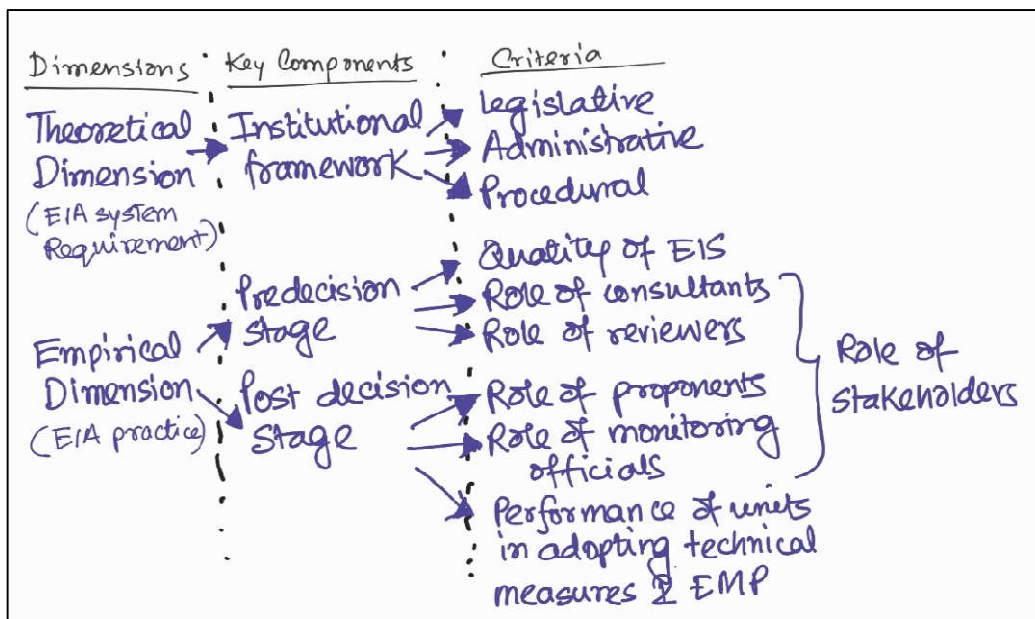 Dimensions Key Components Criteria
Theoretical
Dimension
(EIA system
Requirement)
Institutional
framework
Legislative
Administrative
Procedural
Empirical
Dimension
(EIA practice)
Predecision
stage
Quality of EIS
Role of consultants
Role of reviewers
Post decision
stage
Role of proponents
Role of monitoring
officials
Performance of units
in adopting technical
measures & EMP
Role of
stakeholders